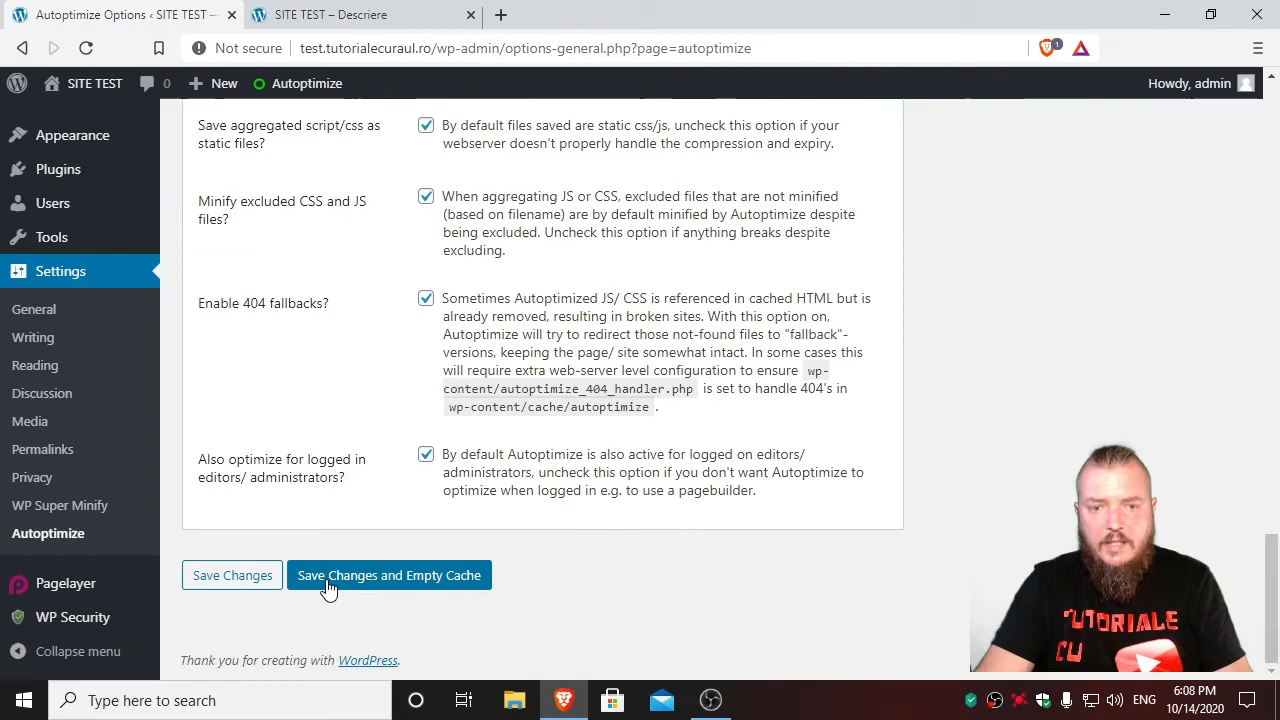 Autoptimize Options ‹ SITE TEST —
SITE TEST – Descriere
Not secure
test.tutorialecuraul.ro/wp-admin/options-general.php?page=autoptimize
1
SITE TEST
0
New
Autoptimize
Howdy, admin
Appearance
Plugins
Users
Tools
Settings
General
Writing
Reading
Discussion
Media
Permalinks
Privacy
WP Super Minify
Autoptimize
Pagelayer
WP Security
Collapse menu
Save aggregated script/css as
static files?
By default files saved are static css/js, uncheck this option if your
webserver doesn't properly handle the compression and expiry.
Minify excluded CSS and JS
files?
When aggregating JS or CSS, excluded files that are not minified
(based on filename) are by default minified by Autoptimize despite
being excluded. Uncheck this option if anything breaks despite
excluding.
Enable 404 fallbacks?
Sometimes Autoptimized JS/ CSS is referenced in cached HTML but is
already removed, resulting in broken sites. With this option on,
Autoptimize will try to redirect those not-found files to "fallback"-
versions, keeping the page/ site somewhat intact. In some cases this
will require extra web-server level configuration to ensure wp-
content/autoptimize_404_handler.php is set to handle 404's in
wp-content/cache/autoptimize .
Also optimize for logged in
editors/ administrators?
By default Autoptimize is also active for logged on editors/
administrators, uncheck this option if you don't want Autoptimize to
optimize when logged in e.g. to use a pagebuilder.
Save Changes
Save Changes and Empty Cache
Thank you for creating with WordPress.
TUTORIALE
CU
Type here to search
ENG
6:08 PM
10/14/2020